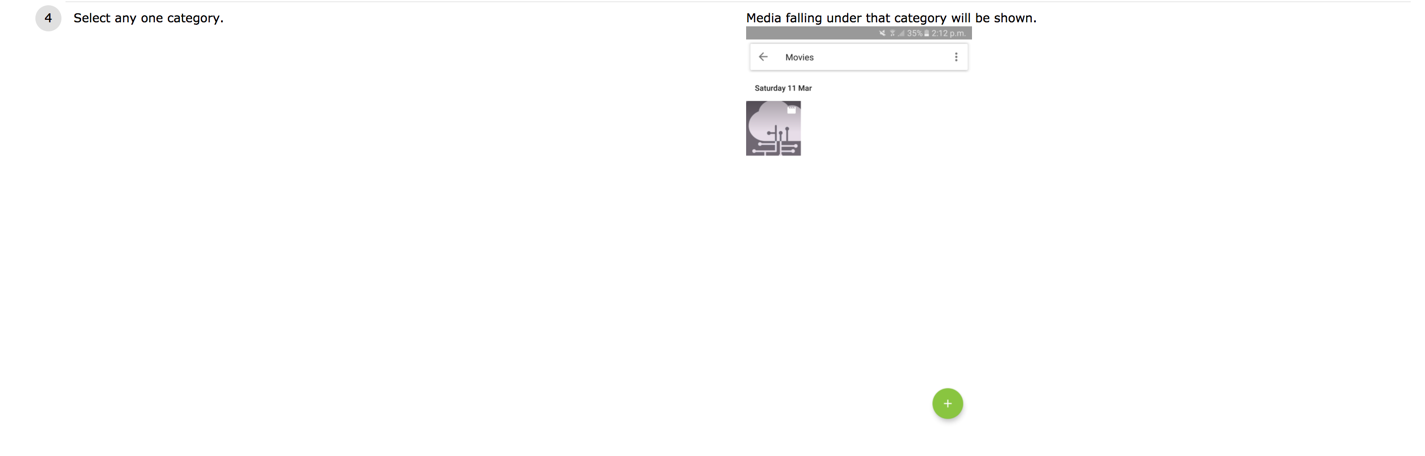 4 Select any one category.
Media falling under that category will be shown.
35% 2:12 p.m.
Movies
Saturday 11 Mar
+